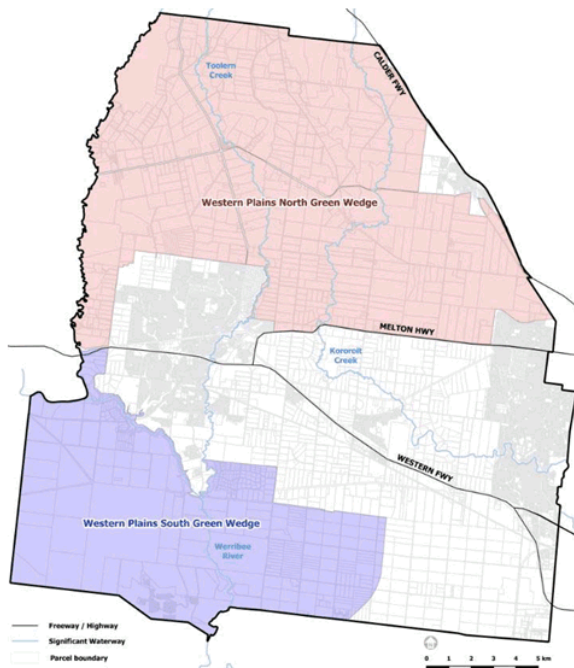 Toolern
Creek
CALDER FWY
Western Plains North Green Wedge
MELTON HWY
Kororoit
Creek
WESTERN FWY
Western Plains South Green Wedge
Werribee
River
Freeway / Highway
Significant Waterway
Parcel boundary
0 1 2 3 4 5 km